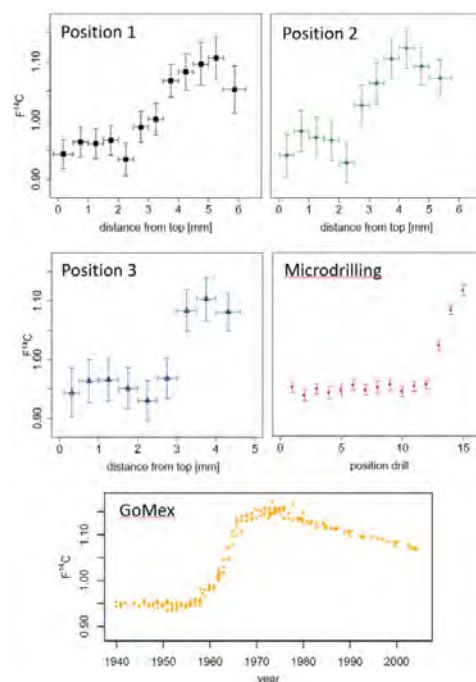 Position 1
Position 2
F¹⁴C
0.90 1.00 1.10
0 1 2 3 4 5 6
distance from top [mm]
0 1 2 3 4 5 6
distance from top [mm]
Position 3
Microdrilling
F¹⁴C
0.90 1.00 1.10
0 1 2 3 4 5
distance from top [mm]
0 5 10 15
position drill
GoMex
F¹⁴C
0.90 1.00 1.10
1940 1950 1960 1970 1980 1990 2000
year